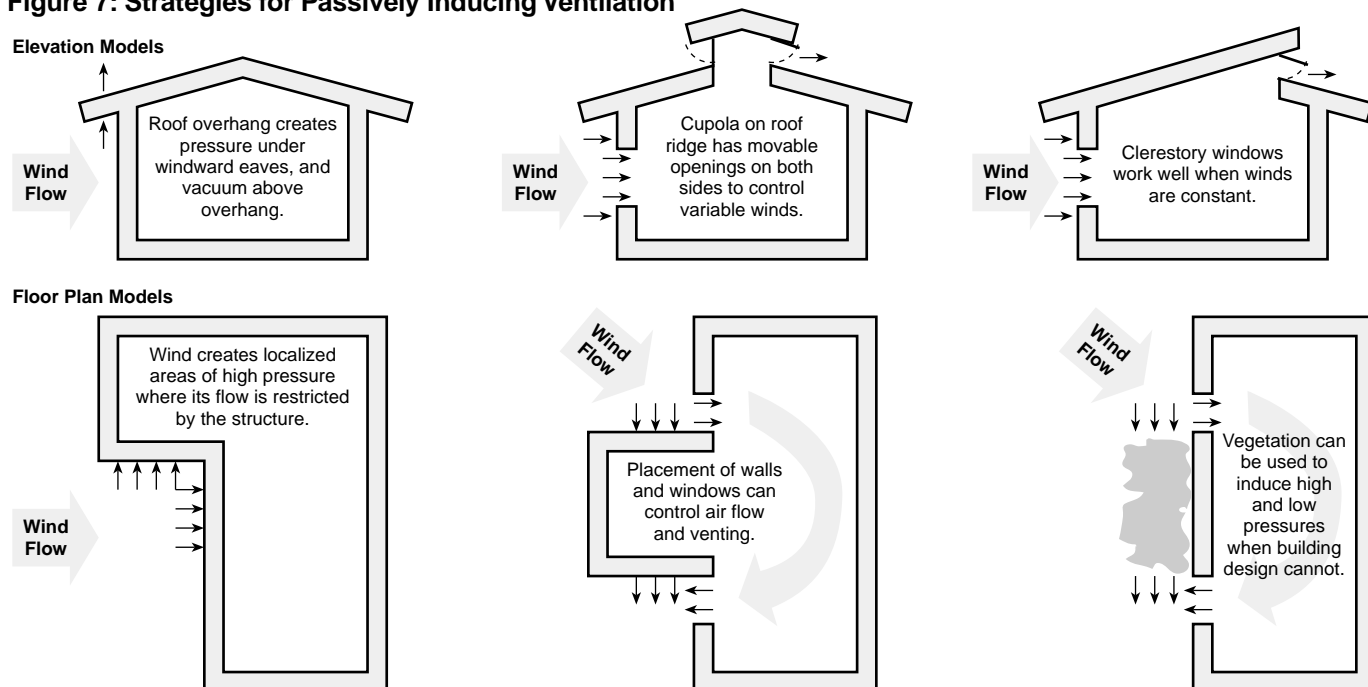 Figure 7: Strategies for Passively Inducing Ventilation
Elevation Models
Wind
Flow
Roof overhang creates
pressure under
windward eaves, and
vacuum above
overhang.
Wind
Flow
Cupola on roof
ridge has movable
openings on both
sides to control
variable winds.
Wind
Flow
Clerestory windows
work well when winds
are constant.
Floor Plan Models
Wind
Flow
Wind creates localized
areas of high pressure
where its flow is restricted
by the structure.
Wind
Flow
Placement of walls
and windows can
control air flow
and venting.
Wind
Flow
Vegetation can
be used to
induce high
and low
pressures
when building
design cannot.